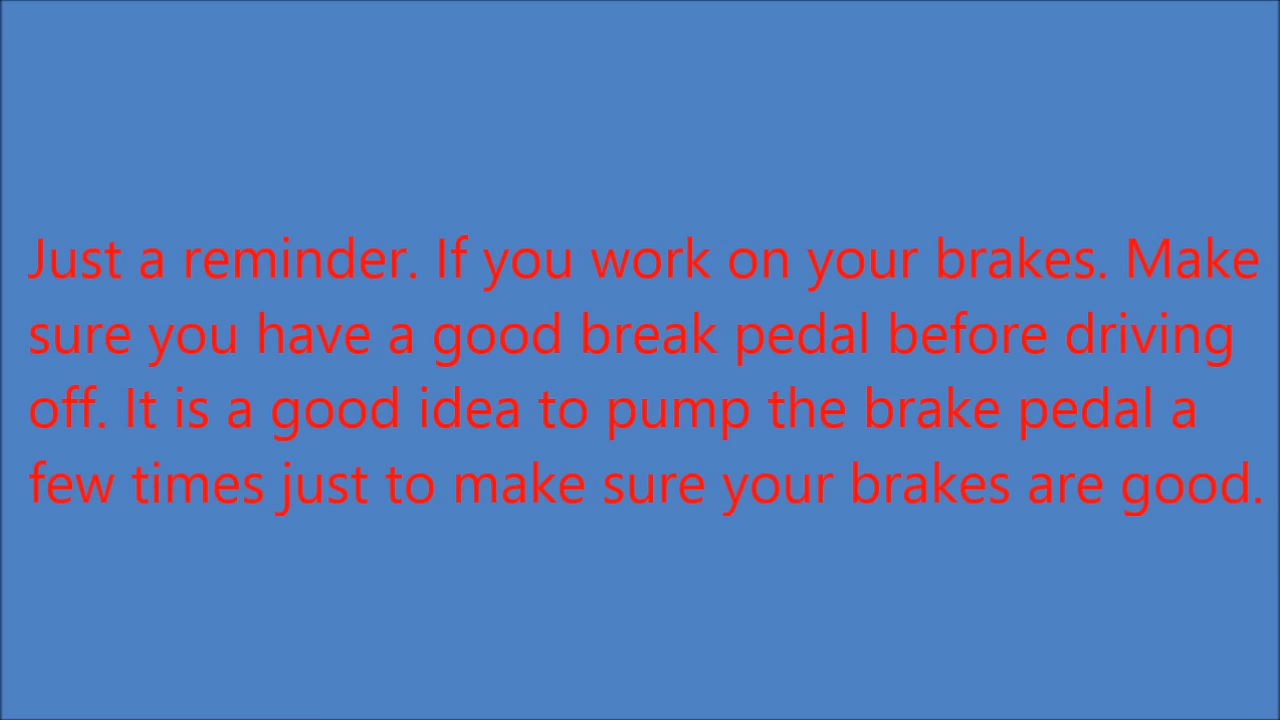 Just a reminder. If you work on your brakes. Make
sure you have a good break pedal before driving
off. It is a good idea to pump the brake pedal a
few times just to make sure your brakes are good.